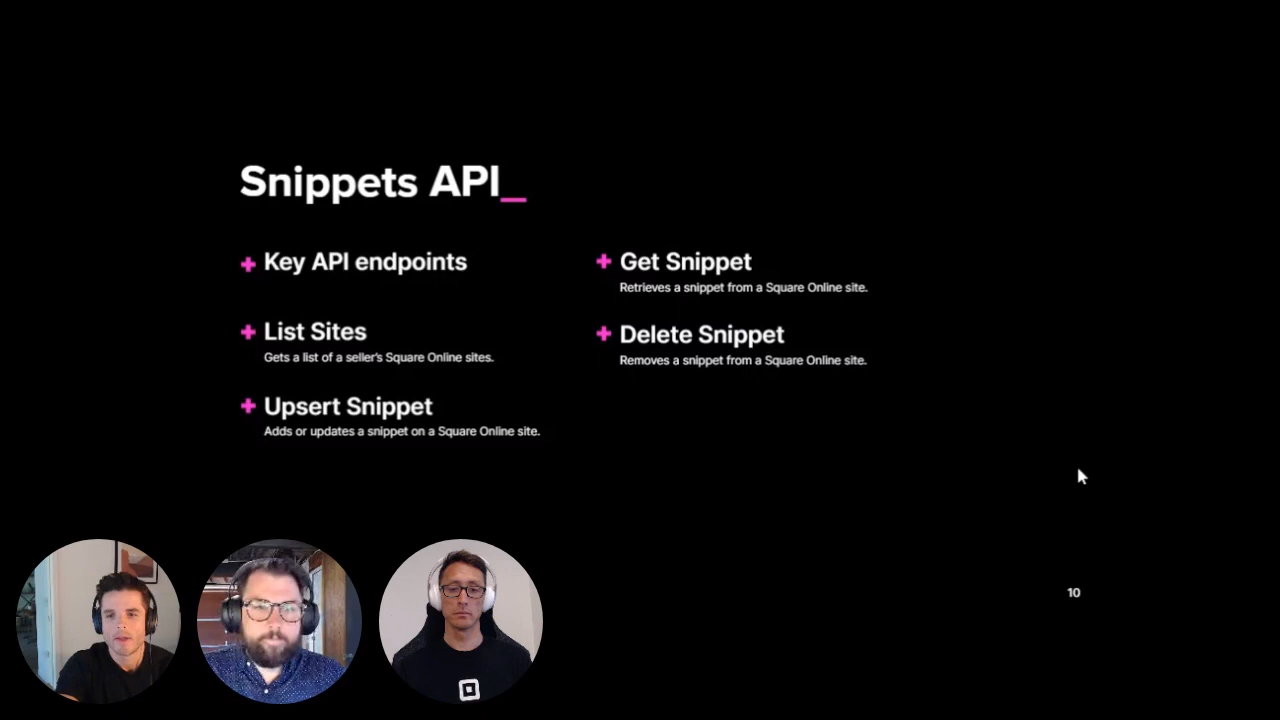 Snippets API_
Key API endpoints
List Sites
Gets a list of a seller's Square Online sites.
Upsert Snippet
Adds or updates a snippet on a Square Online site.
Get Snippet
Retrieves a snippet from a Square Online site.
Delete Snippet
Removes a snippet from a Square Online site.
10